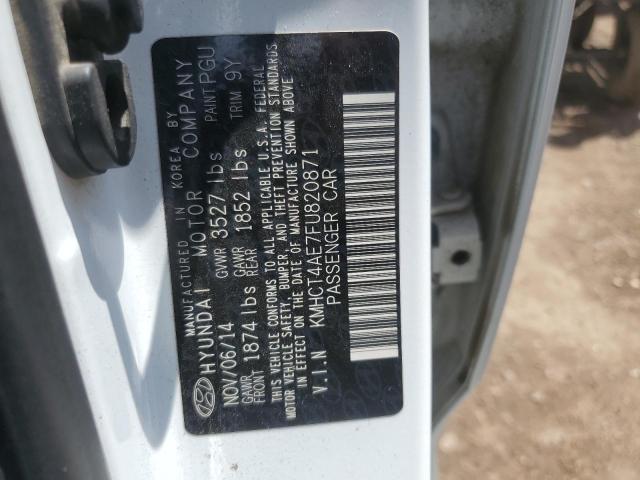 MANUFACTURED IN KOREA BY
HYUNDAI MOTOR COMPANY
NOV/06/14 GVWR 3527 lbs PAINT PGU
GAWR FRONT 1874 lbs GAWR REAR 1852 lbs TRIM 9Y
THIS VEHICLE CONFORMS TO ALL APPLICABLE U.S.A. FEDERAL
MOTOR VEHICLE SAFETY, BUMPER, AND THEFT PREVENTION STANDARDS
IN EFFECT ON THE DATE OF MANUFACTURE SHOWN ABOVE
V.I.N KMHCT4AE7FU820871
PASSENGER CAR